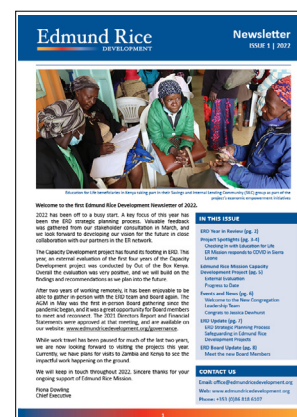 Edmund Rice
DEVELOPMENT
Newsletter
ISSUE 1 | 2022
Education for Life beneficiaries in Kenya taking part in their Savings and Internal Lending Community (SILC) group as part of the
project's economic empowerment initiatives
Welcome to the first Edmund Rice Development Newsletter of 2022.
2022 has been off to a busy start. A key focus of this year has
been the ERD strategic planning process. Valuable feedback
was gathered from our stakeholder consultation in March, and
we look forward to developing our vision for the future in close
collaboration with our partners in the ER network.
The Capacity Development project has found its footing in ERD. This
year, an external evaluation of the first four years of the Capacity
Development project was conducted by Out of the Box Kenya.
Overall the evaluation was very positive, and we will build on the
findings and recommendations as we plan into the future.
After two years of working remotely, it has been enjoyable to be
able to gather in person with the ERD team and board again. The
AGM in May was the first in-person board gathering since the
pandemic began, and it was a great opportunity for Board members
to meet and reconnect. The 2021 Directors Report and Financial
Statements were approved at that meeting, and are available on
our website: www.edmundricedevelopment.org/governance.
While work travel has been paused for much of the last two years,
we are now looking forward to visiting the projects this year.
Currently, we have plans for visits to Zambia and Kenya to see the
impactful work happening on the ground.
We will keep in touch throughout 2022. Sincere thanks for your
ongoing support of Edmund Rice Mission.
Fiona Dowling
Chief Executive
IN THIS ISSUE
ERD Year in Review (pg. 2)
Project Spotlights (pg. 3-4)
Checking in with Education for Life
ER Mission responds to COVID in Sierra
Leone
Edmund Rice Mission Capacity
Development Project (pg. 5)
External Evaluation
Progress to Date
Events and News (pg. 6)
Welcome to the New Congregation
Leadership Team
Congrats to Jessica Denhurst
ERD Update (pg. 7)
ERD Strategic Planning Process
Safeguarding in Edmund Rice
Development Projects
ERD Board Update (pg. 8)
Meet the new Board Members
CONTACT US
Email: office@edmundricedevelopment.org
Web: www.edmundricedevelopment.org
Phone: +353 (0)86 818 6107
1